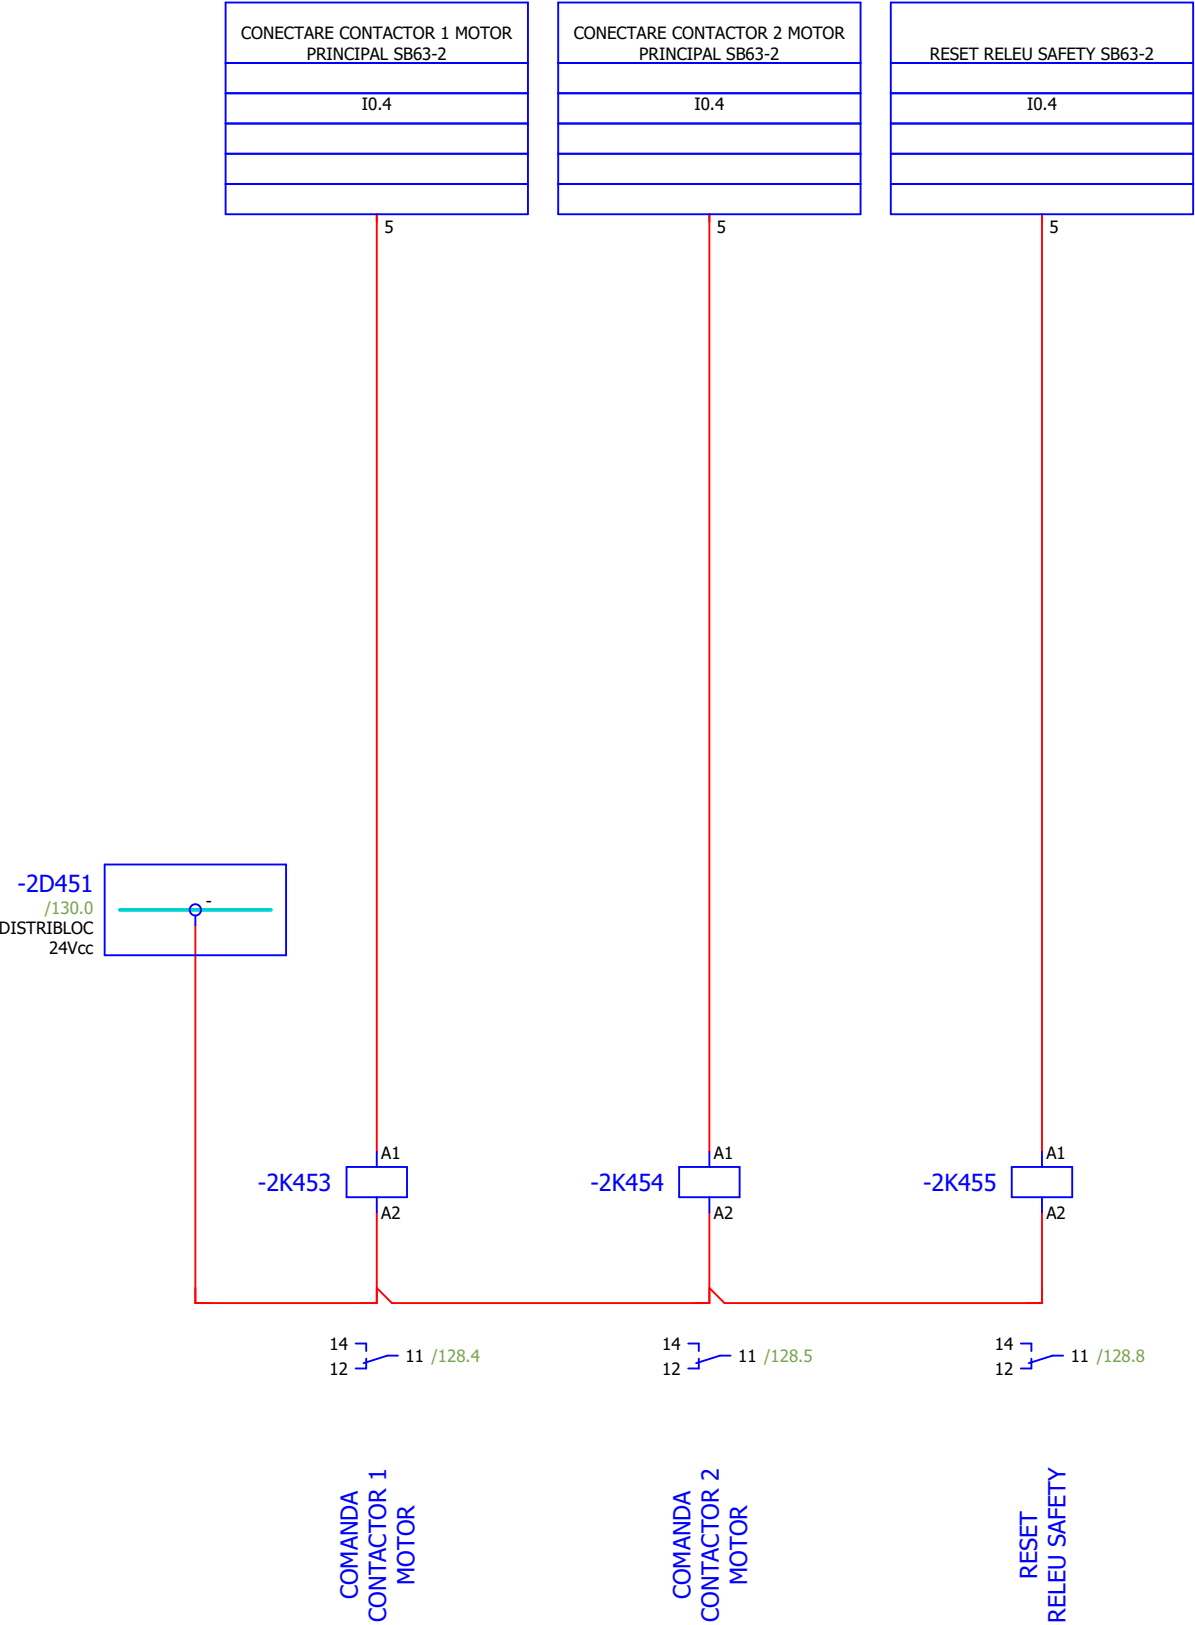 CONECTARE CONTACTOR 1 MOTOR
PRINCIPAL SB63-2
I0.4
5
CONECTARE CONTACTOR 2 MOTOR
PRINCIPAL SB63-2
I0.4
5
RESET RELEU SAFETY SB63-2
I0.4
5
-2D451
/130.0
DISTRIBLOC
24Vcc
-
-2K453
A1
A2
-2K454
A1
A2
-2K455
A1
A2
14
12
11 /128.4
14
12
11 /128.5
14
12
11 /128.8
COMANDA
CONTACTOR 1
MOTOR
COMANDA
CONTACTOR 2
MOTOR
RESET
RELEU SAFETY